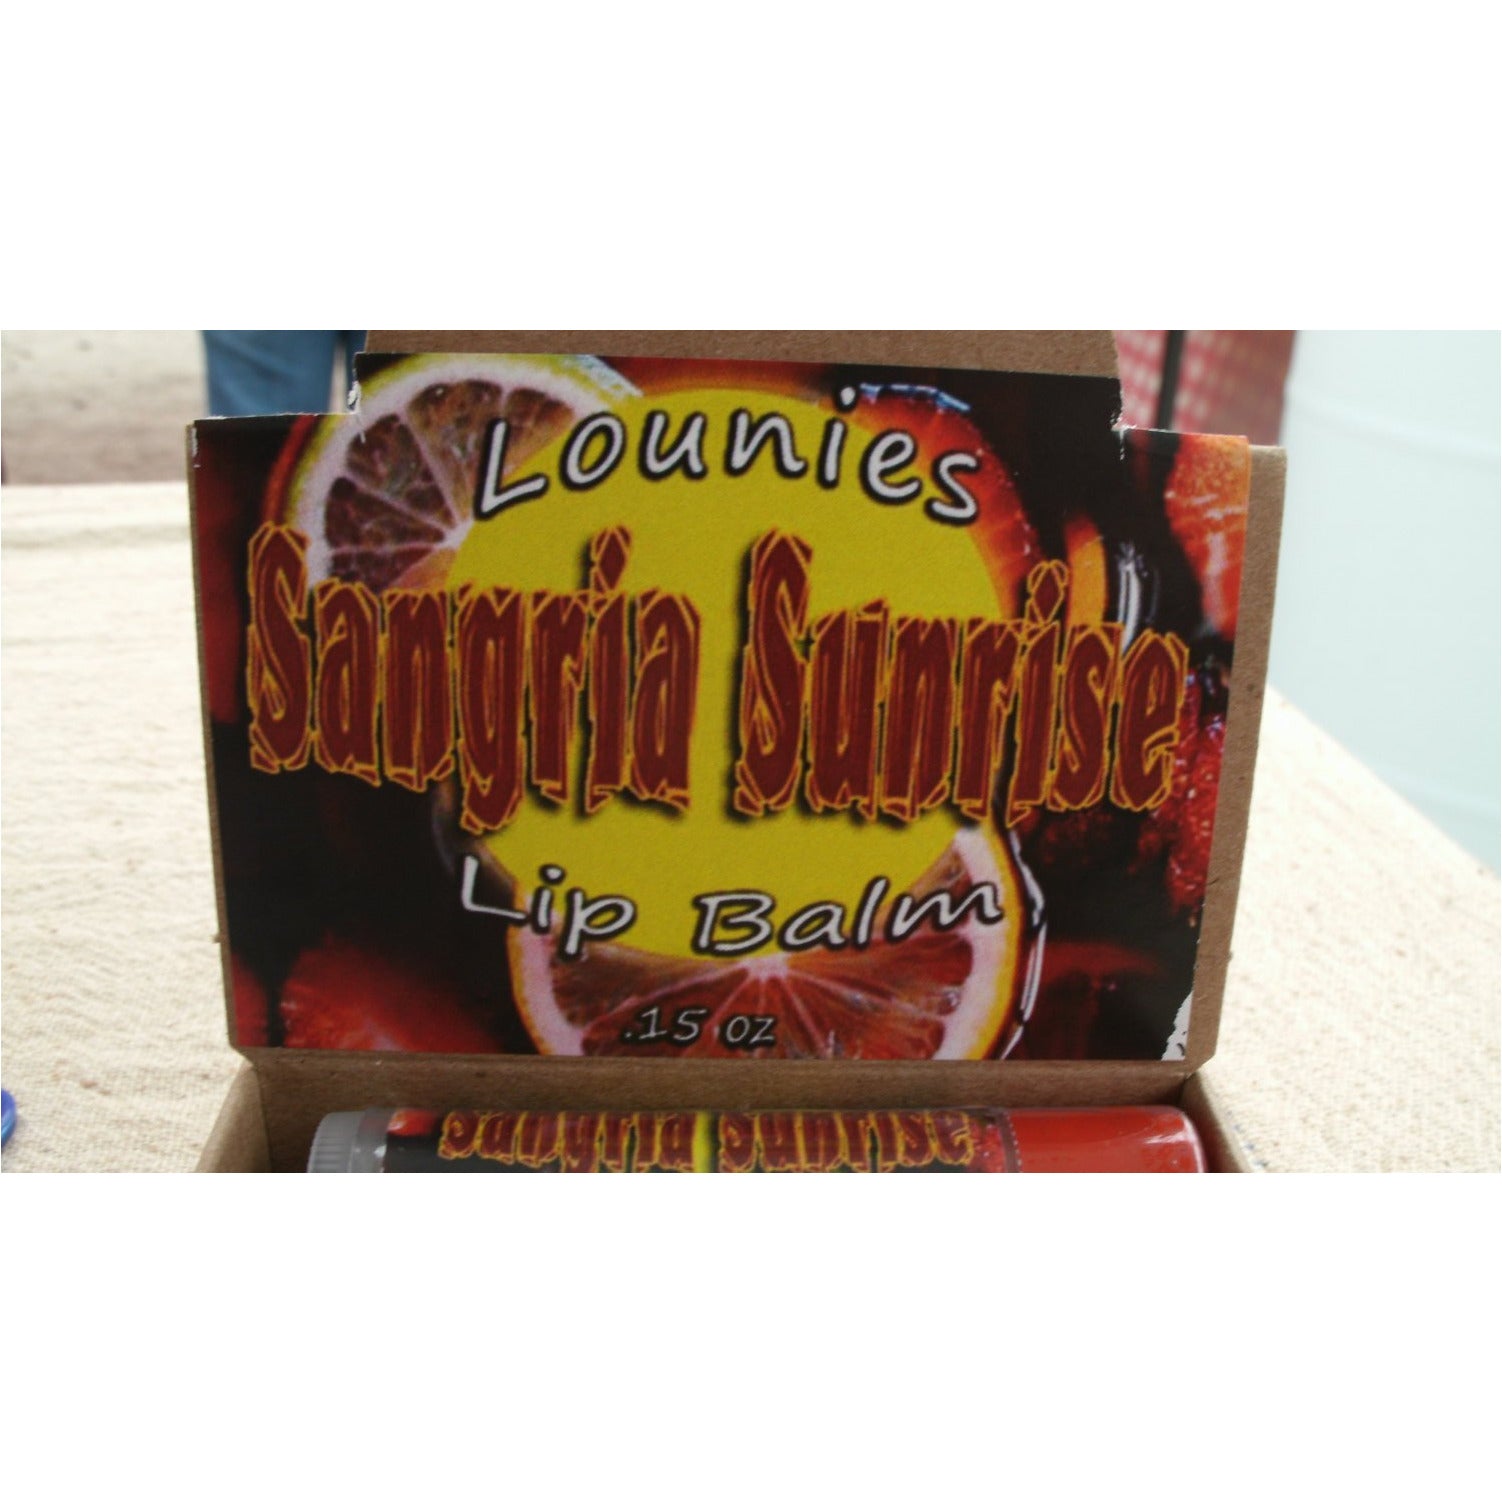 Lounies
Sangria Sunrise
Lip Balm
.15 oz
Sangria Sunrise